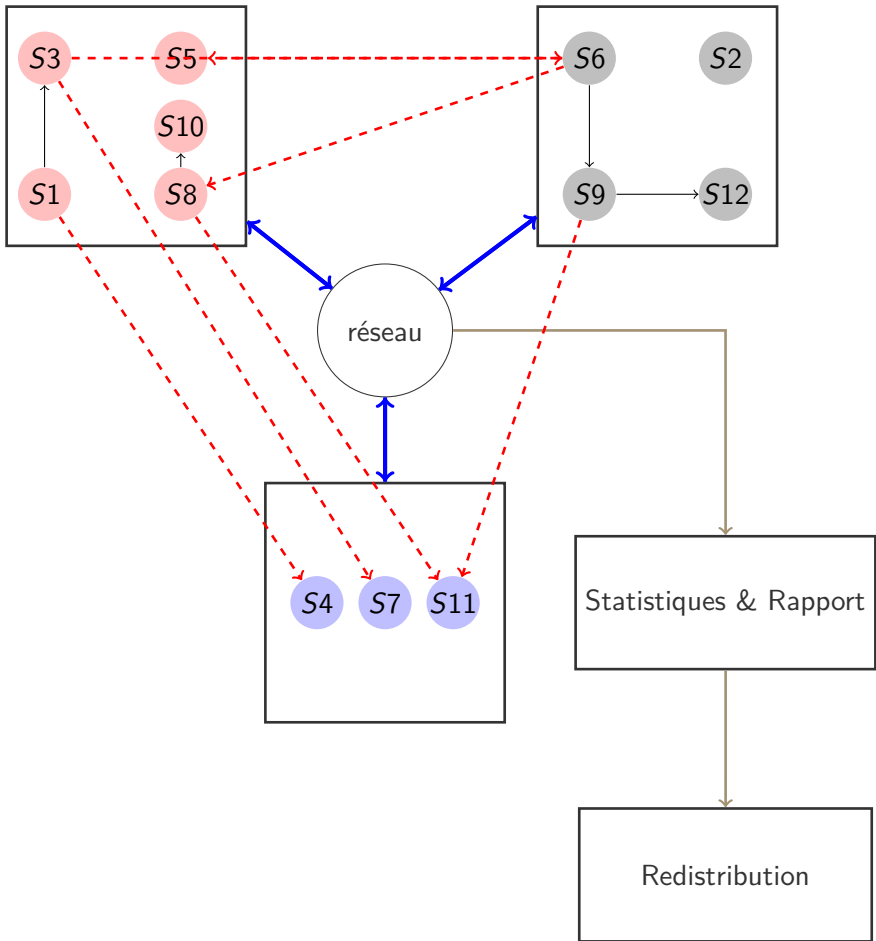 S3
S5
S10
S1
S8
S6
S2
S9
S12
réseau
S4
S7
S11
Statistiques & Rapport
Redistribution